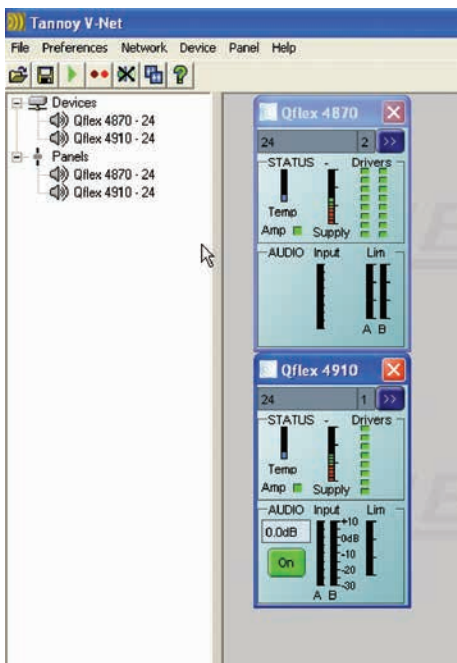 Tannoy V-Net
File Preferences Network Device Panel Help
Devices
Qflex 4870 - 24
Qflex 4910 - 24
Panels
Qflex 4870 - 24
Qflex 4910 - 24
Qflex 4870
24 2 >>
STATUS - Drivers
Temp
Amp Supply
AUDIO Input Lim
A B
Qflex 4910
24 1 >>
STATUS - Drivers
Temp
Amp Supply
AUDIO Input Lim
+10
0.0dB -0dB
-10
On -20
-30
A B